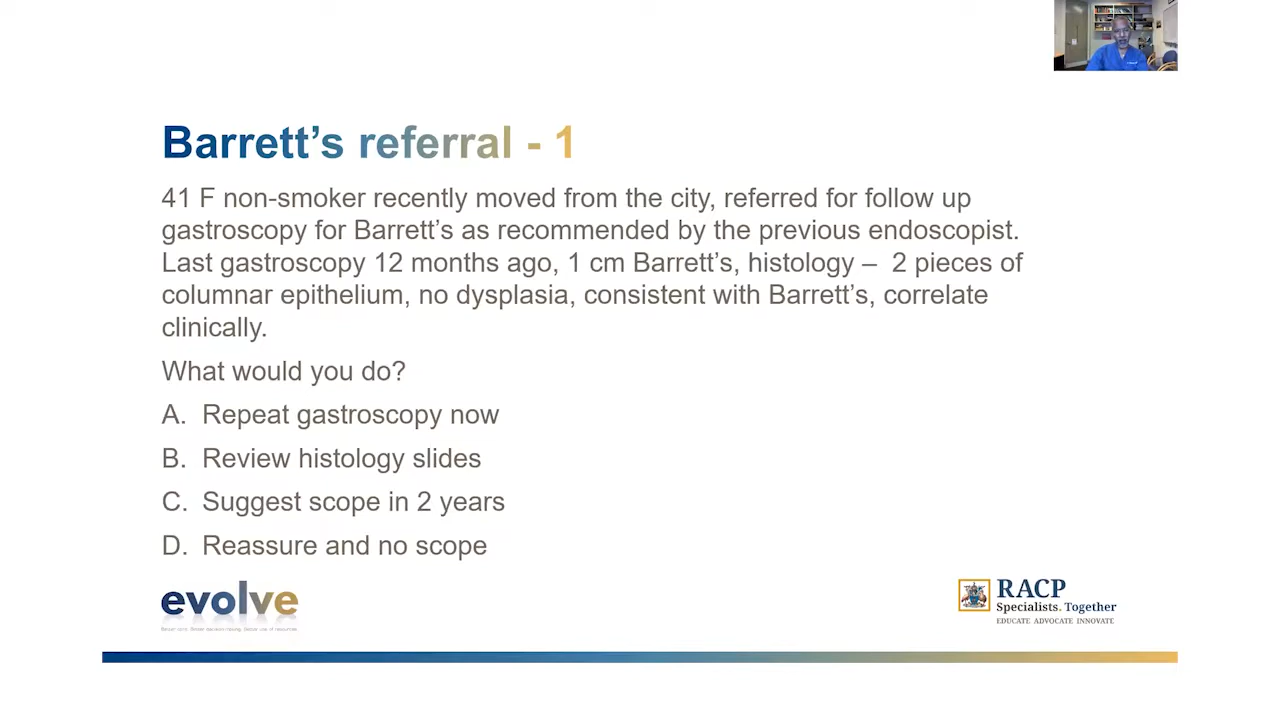 Barrett's referral - 1
41 F non-smoker recently moved from the city, referred for follow up
gastroscopy for Barrett's as recommended by the previous endoscopist.
Last gastroscopy 12 months ago, 1 cm Barrett's, histology – 2 pieces of
columnar epithelium, no dysplasia, consistent with Barrett's, correlate
clinically.
What would you do?
A. Repeat gastroscopy now
B. Review histology slides
C. Suggest scope in 2 years
D. Reassure and no scope
evolve
RACP
Specialists. Together
EDUCATE ADVOCATE INNOVATE